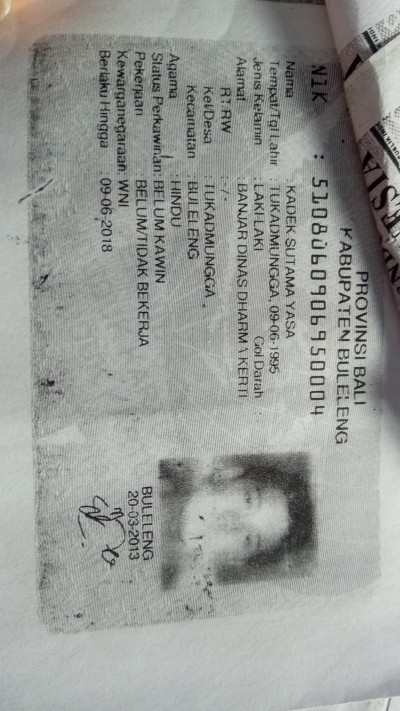 PROVINSI BALI
KABUPATEN BULELENG
NIK : 5108060906950004
Nama : KADEK SUTAMA YASA
Tempat/Tgl Lahir : TUKADMUNGGA, 09-06-1995
Jenis Kelamin : LAKI LAKI Gol Darah :
Alamat : BANJAR DINAS DHARMA KERTI
RT/RW : -/-
Kel/Desa : TUKADMUNGGA
Kecamatan : BULELENG
Agama : HINDU
Status Perkawinan: BELUM KAWIN
Pekerjaan : BELUM/TIDAK BEKERJA
Kewarganegaraan: WNI
Berlaku Hingga : 09-06-2018
BULELENG
20-03-2013